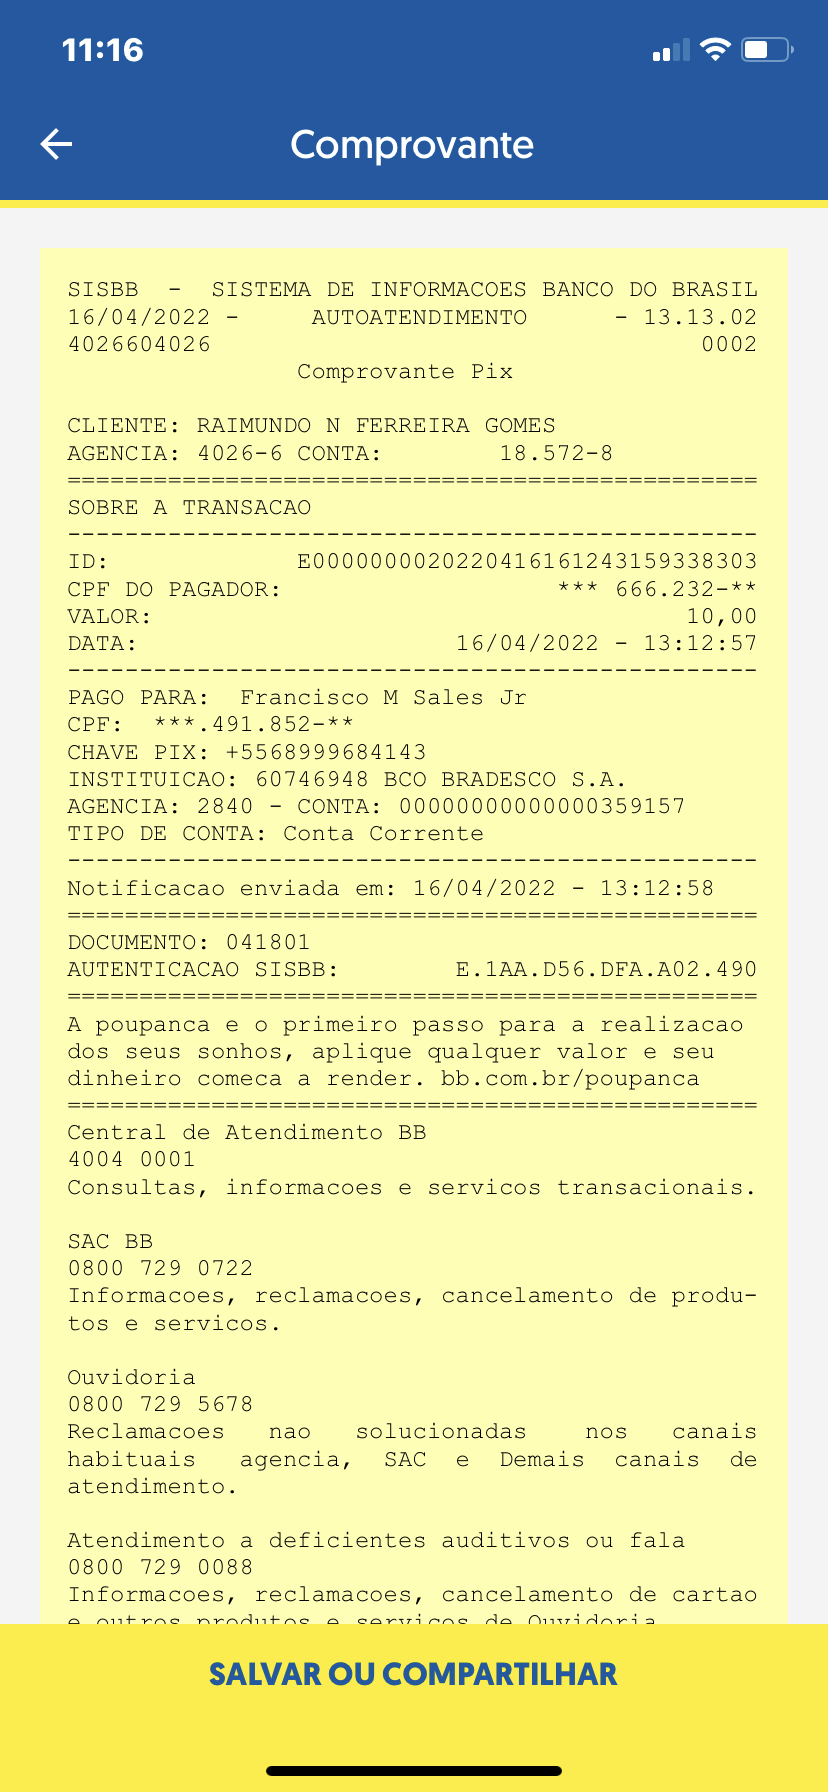 11:16
Comprovante
SISBB - SISTEMA DE INFORMACOES BANCO DO BRASIL
16/04/2022 - AUTOATENDIMENTO - 13.13.02
4026604026 0002
Comprovante Pix
CLIENTE: RAIMUNDO N FERREIRA GOMES
AGENCIA: 4026-6 CONTA: 18.572-8
================================================
SOBRE A TRANSACAO
------------------------------------------------
ID: E00000000202204161612431593383​03
CPF DO PAGADOR: *** 666.232-**
VALOR: 10,00
DATA: 16/04/2022 - 13:12:57
------------------------------------------------
PAGO PARA: Francisco M Sales Jr
CPF: ***.491.852-**
CHAVE PIX: +5568999684143
INSTITUICAO: 60746948 BCO BRADESCO S.A.
AGENCIA: 2840 - CONTA: 00000000000000359157
TIPO DE CONTA: Conta Corrente
------------------------------------------------
Notificacao enviada em: 16/04/2022 - 13:12:58
================================================
DOCUMENTO: 041801
AUTENTICACAO SISBB: E.1AA.D56.DFA.A02.490
================================================
A poupanca e o primeiro passo para a realizacao
dos seus sonhos, aplique qualquer valor e seu
dinheiro comeca a render. bb.com.br/poupanca
================================================
Central de Atendimento BB
4004 0001
Consultas, informacoes e servicos transacionais.
SAC BB
0800 729 0722
Informacoes, reclamacoes, cancelamento de produ-
tos e servicos.
Ouvidoria
0800 729 5678
Reclamacoes nao solucionadas nos canais
habituais agencia, SAC e Demais canais de
atendimento.
Atendimento a deficientes auditivos ou fala
0800 729 0088
Informacoes, reclamacoes, cancelamento de cartao
e outros produtos e servicos de Ouvidoria
SALVAR OU COMPARTILHAR